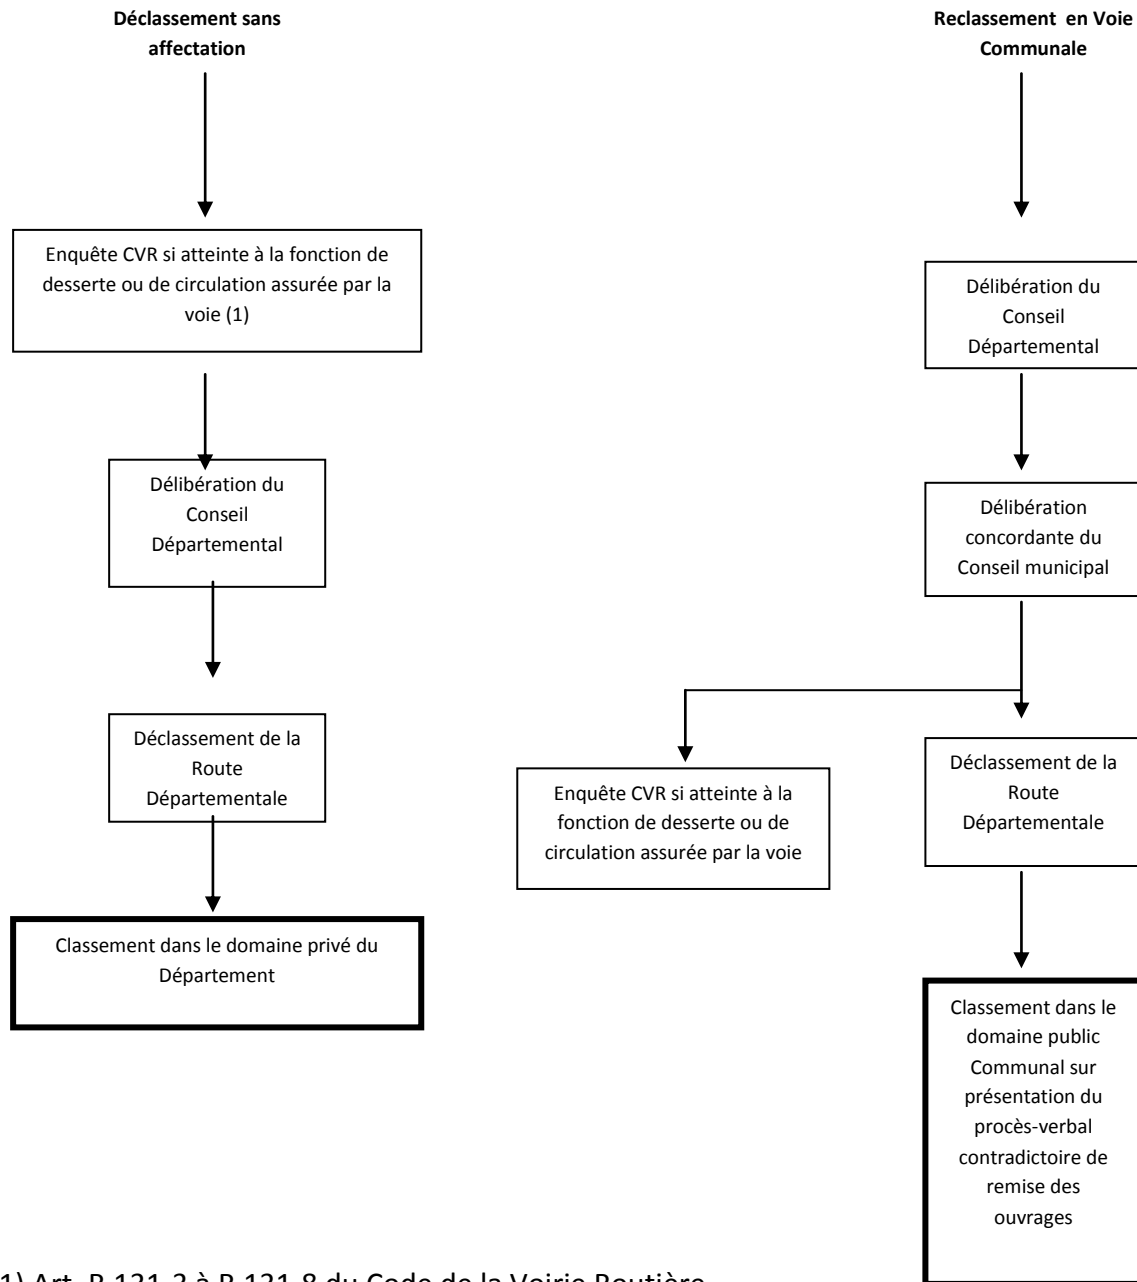 Déclassement sans
affectation
Enquête CVR si atteinte à la fonction de
desserte ou de circulation assurée par la
voie (1)
Délibération du
Conseil
Départemental
Déclassement de la
Route
Départementale
Classement dans le domaine privé du
Département
Reclassement en Voie
Communale
Délibération du
Conseil
Départemental
Délibération
concordante du
Conseil municipal
Enquête CVR si atteinte à la
fonction de desserte ou de
circulation assurée par la voie
Déclassement de la
Route
Départementale
Classement dans le
domaine public
Communal sur
présentation du
procès-verbal
contradictoire de
remise des
ouvrages
1) Art. R 131-3 à R 131-8 du Code de la Voirie Routière